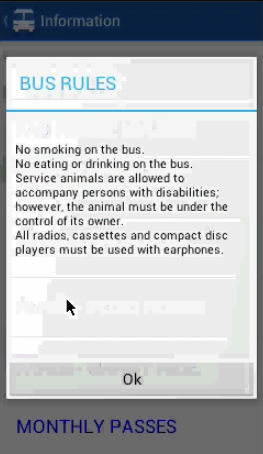 Information
BUS RULES
No smoking on the bus.
No eating or drinking on the bus.
Service animals are allowed to
accompany persons with disabilities;
however, the animal must be under the
control of its owner.
All radios, cassettes and compact disc
players must be used with earphones.
Ok
MONTHLY PASSES